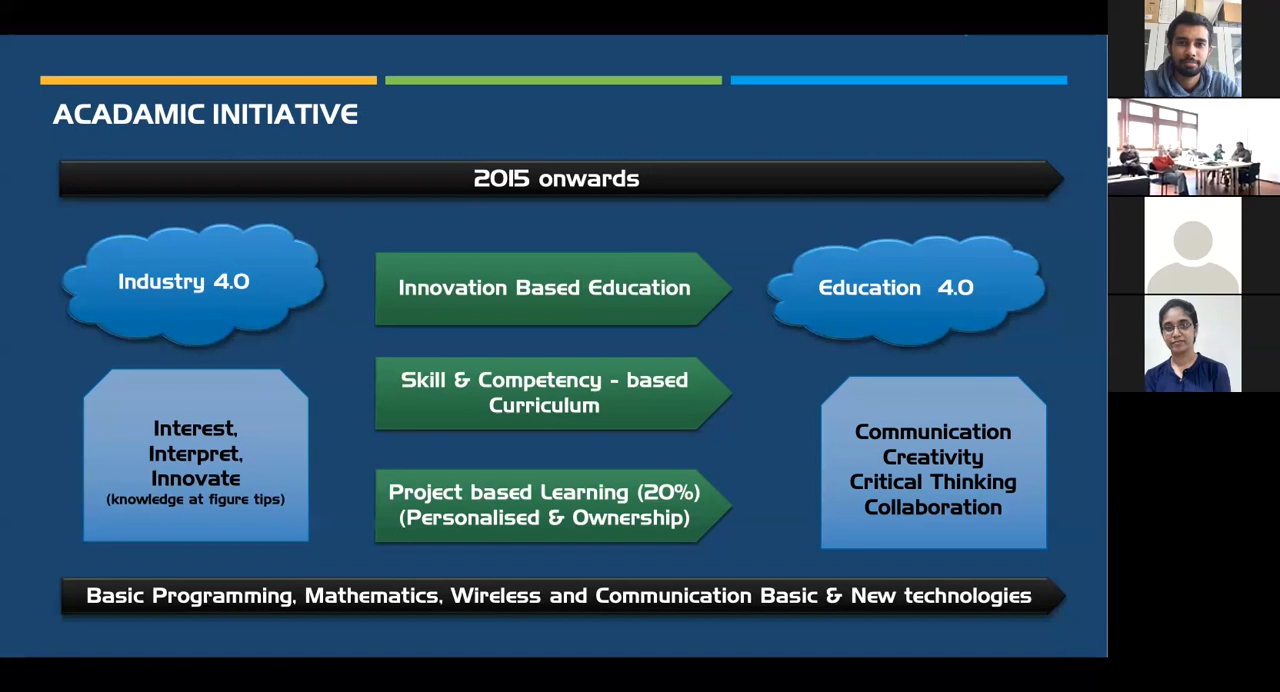 ACADAMIC INITIATIVE
2015 onwards
Industry 4.0
Innovation Based Education
Education 4.0
Interest,
Interpret,
Innovate
(knowledge at figure tips)
Skill & Competency - based
Curriculum
Project based Learning (20%)
(Personalised & Ownership)
Communication
Creativity
Critical Thinking
Collaboration
Basic Programming, Mathematics, Wireless and Communication Basic & New technologies